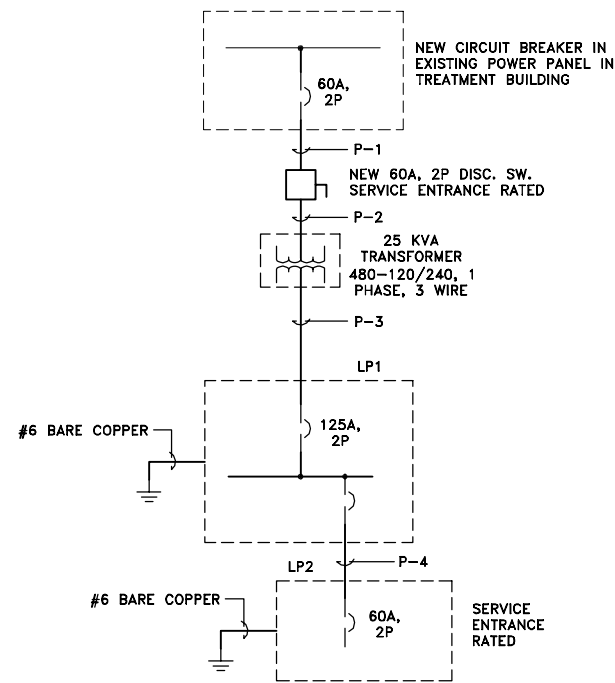 NEW CIRCUIT BREAKER IN
EXISTING POWER PANEL IN
TREATMENT BUILDING
60A,
2P
P-1
NEW 60A, 2P DISC. SW.
SERVICE ENTRANCE RATED
P-2
25 KVA
TRANSFORMER
480-120/240, 1
PHASE, 3 WIRE
P-3
LP1
#6 BARE COPPER
125A,
2P
LP2
P-4
#6 BARE COPPER
60A,
2P
SERVICE
ENTRANCE
RATED